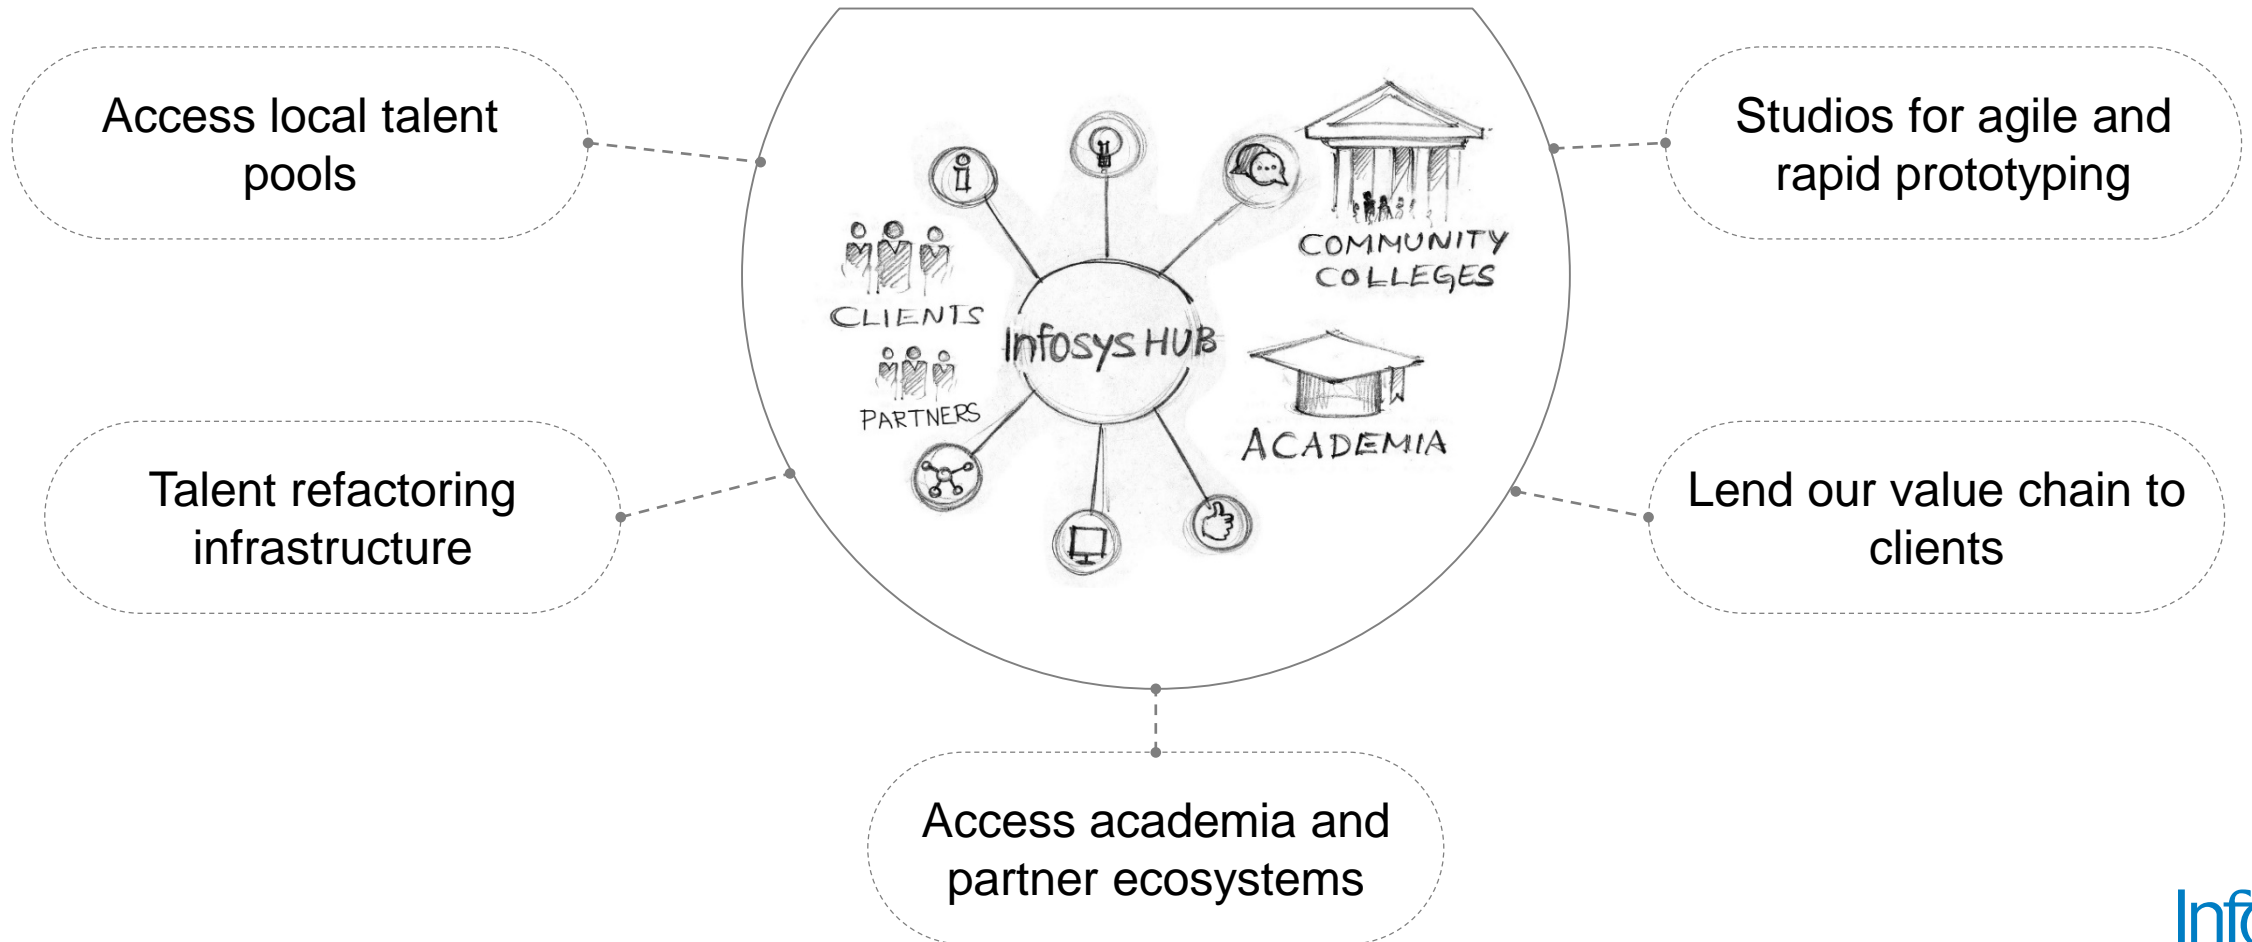 Access local talent
pools
Studios for agile and
rapid prototyping
COMMUNITY
COLLEGES
CLIENTS
Infosys HUB
PARTNERS
ACADEMIA
Talent refactoring
infrastructure
Lend our value chain to
clients
Access academia and
partner ecosystems